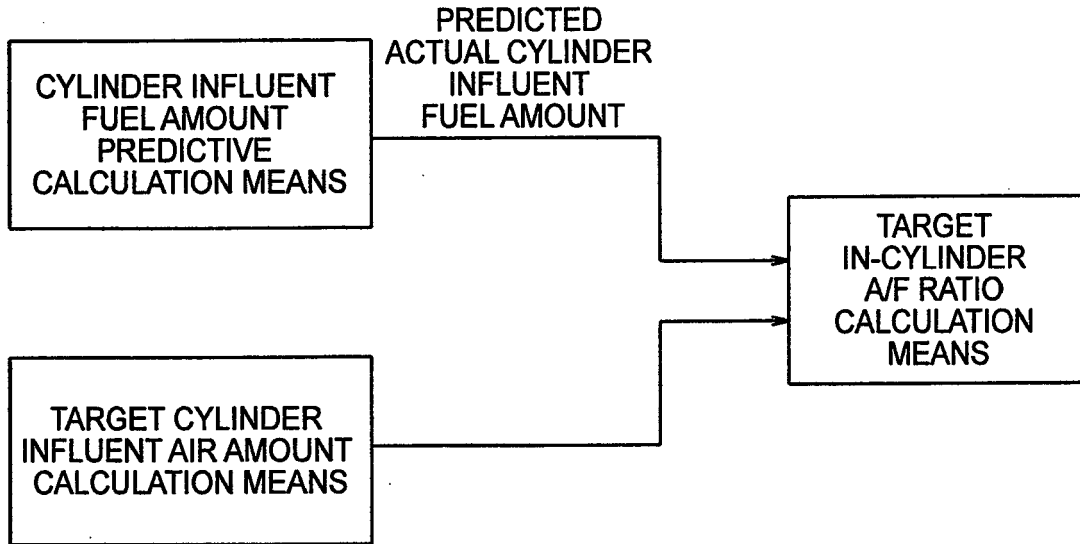 CYLINDER INFLUENT
FUEL AMOUNT
PREDICTIVE
CALCULATION MEANS
PREDICTED
ACTUAL CYLINDER
INFLUENT
FUEL AMOUNT
TARGET
IN-CYLINDER
A/F RATIO
CALCULATION
MEANS
TARGET CYLINDER
INFLUENT AIR AMOUNT
CALCULATION MEANS